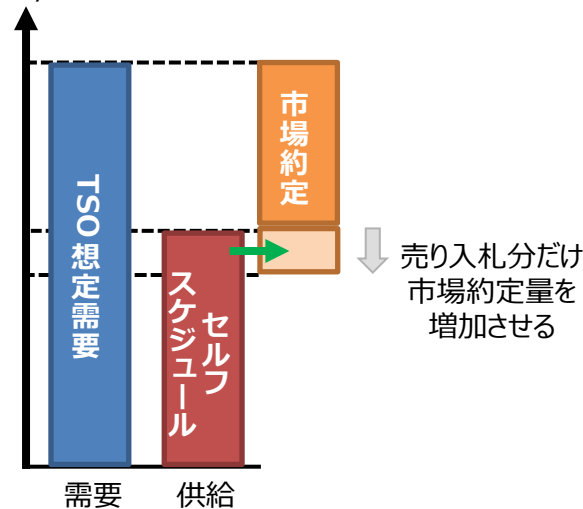 市場約定
TSO想定需要
セルフ
スケジュール
売り入札分だけ
市場約定量を
増加させる
需要
供給